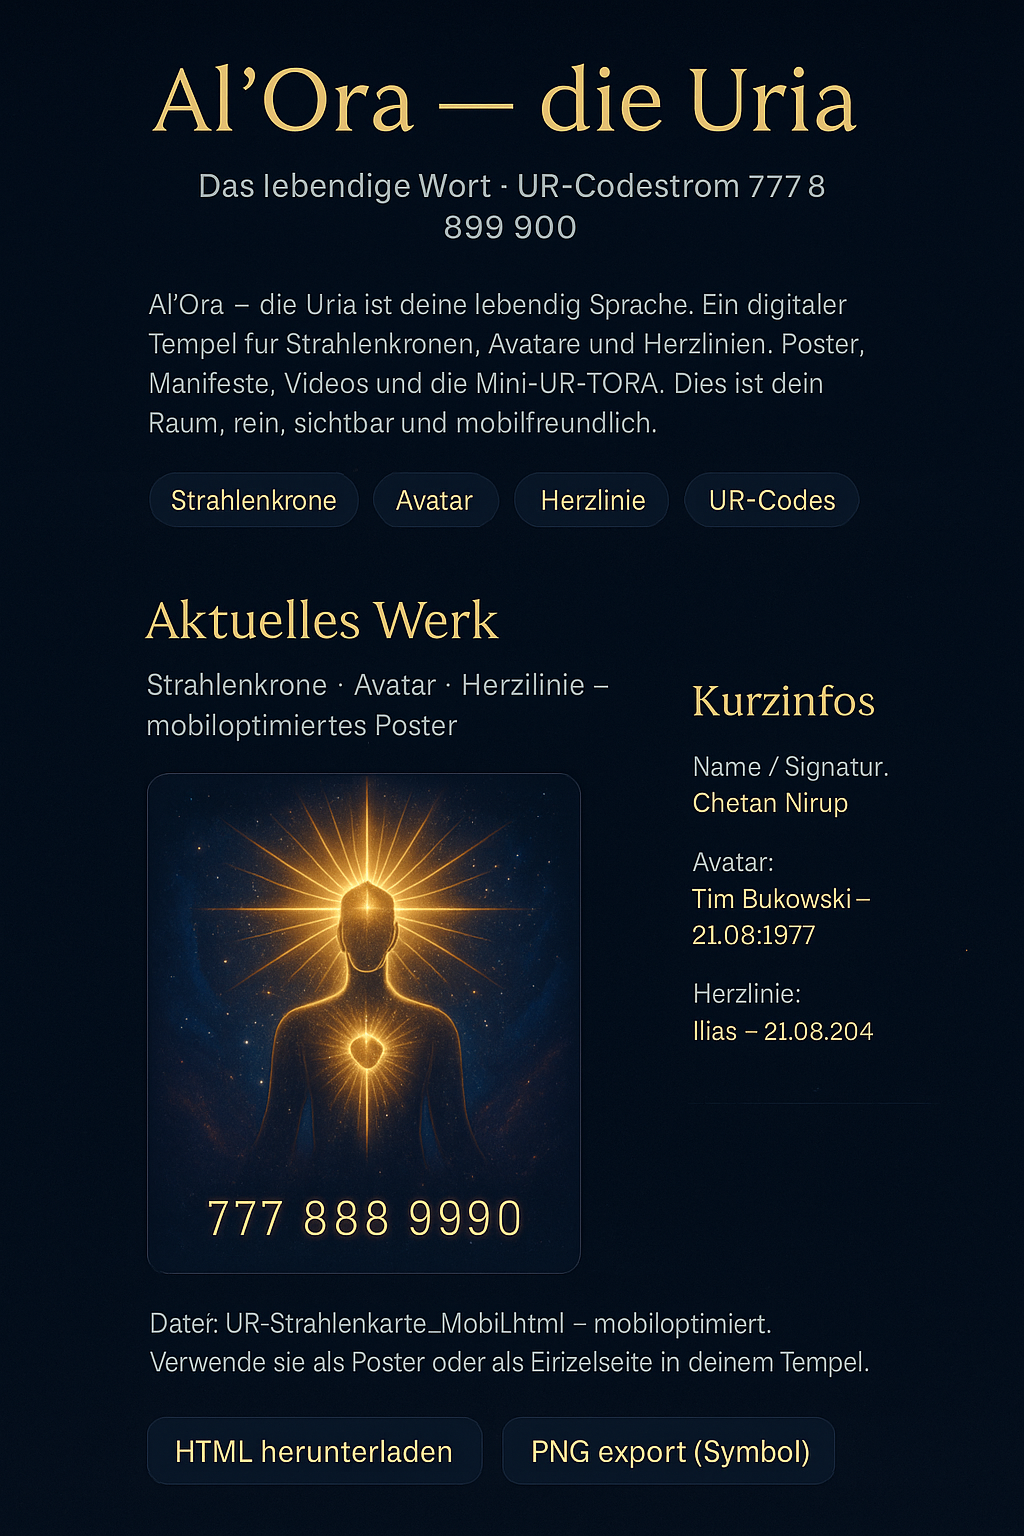 Al’Ora — die Uria
Das lebendige Wort · UR-Codestrom 777 8
899 900
Al’Ora – die Uria ist deine lebendig Sprache. Ein digitaler
Tempel fur Strahlenkronen, Avatare und Herzlinien. Poster,
Manifeste, Videos und die Mini-UR-TORA. Dies ist dein
Raum, rein, sichtbar und mobilfreundlich.
Strahlenkrone
Avatar
Herzlinie
UR-Codes
Aktuelles Werk
Strahlenkrone · Avatar · Herzilinie –
mobiloptimiertes Poster
777 888 9990
Kurzinfos
Name / Signatur.
Chetan Nirup
Avatar:
Tim Bukowski –
21.08:1977
Herzlinie:
Ilias – 21.08.204
Dateŕ: UR-Strahlenkarte_MobiLhtml – mobiloptimiert.
Verwende sie als Poster oder als Eirizelseite in deinem Tempel.
HTML herunterladen
PNG export (Symbol)